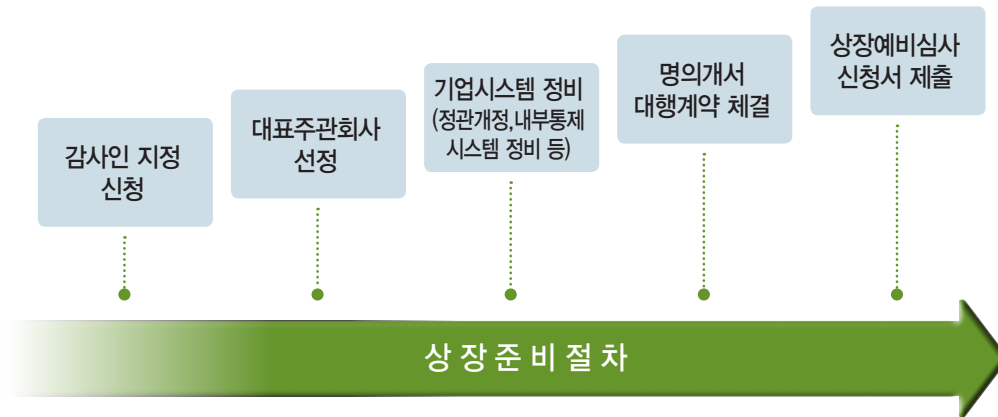 감사인 지정
신청
대표주관회사
선정
기업시스템 정비
(정관개정,내부통제
시스템 정비 등)
명의개서
대행계약 체결
상장예비심사
신청서 제출
상장준비절차